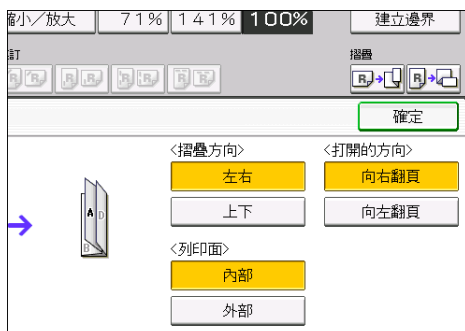 縮小／放大 71% 141% 100% 建立邊界
訂 摺疊
R R R R R R R R R R
確定
<摺疊方向> <打開的方向>
左右 向右翻頁
A D 上下 向左翻頁
B <列印面>
內部
外部